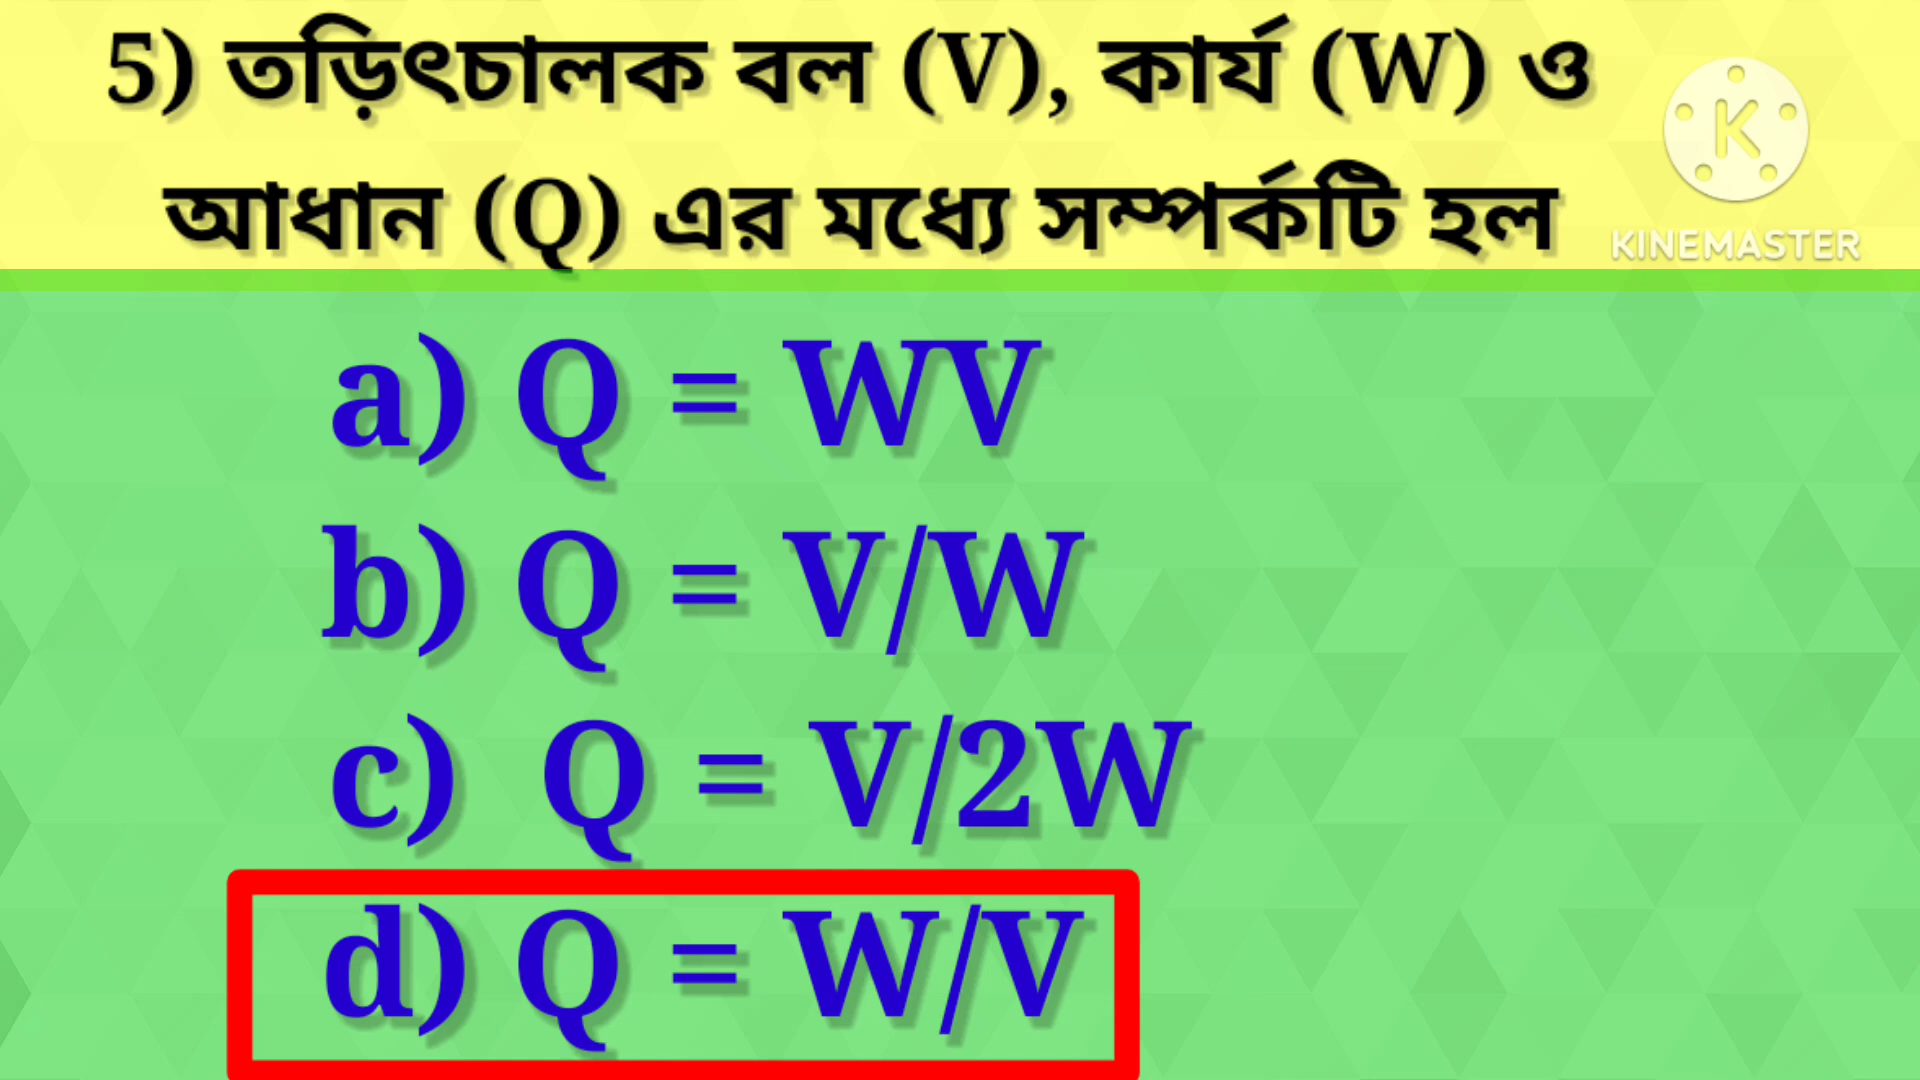 5) তড়িৎচালক বল (V), কার্য (W) ও
আধান (Q) এর মধ্যে সম্পর্কটি হল
K
KINEMASTER
a) Q = WV
b) Q = V/W
c) Q = V/2W
d) Q = W/V